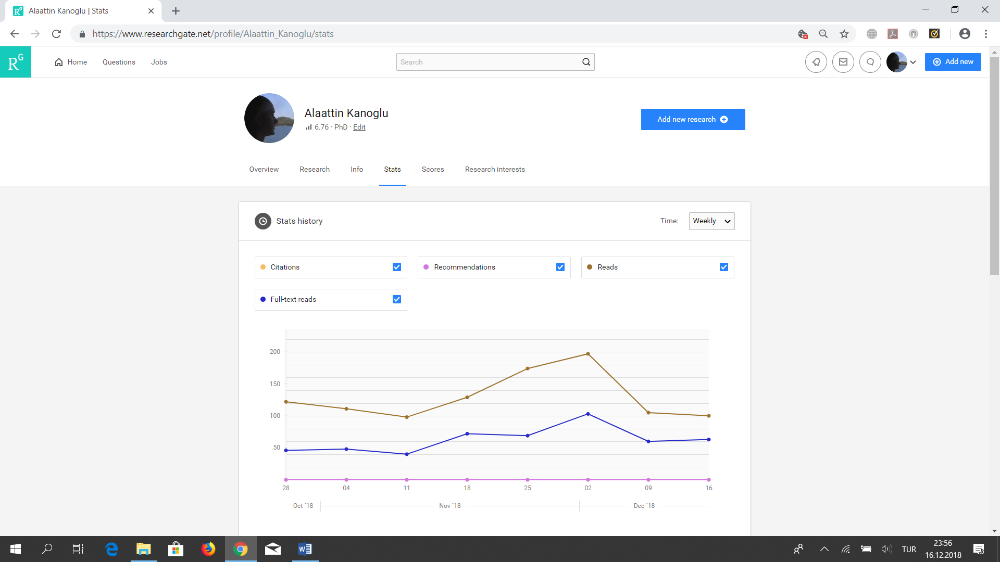 Alaattin Kanoglu | Stats
https://www.researchgate.net/profile/Alaattin_Kanoglu/stats
RG
Home Questions Jobs
Search
Add new
Alaattin Kanoglu
6.76 · PhD · Edit
Add new research
Overview Research Info Stats Scores Research interests
Stats history
Time: Weekly
Citations Recommendations Reads
Full-text reads
200
150
100
50
28 04 11 18 25 02 09 16
Oct ´18 Nov ´18 Dec ´18
TUR
23:56
16.12.2018